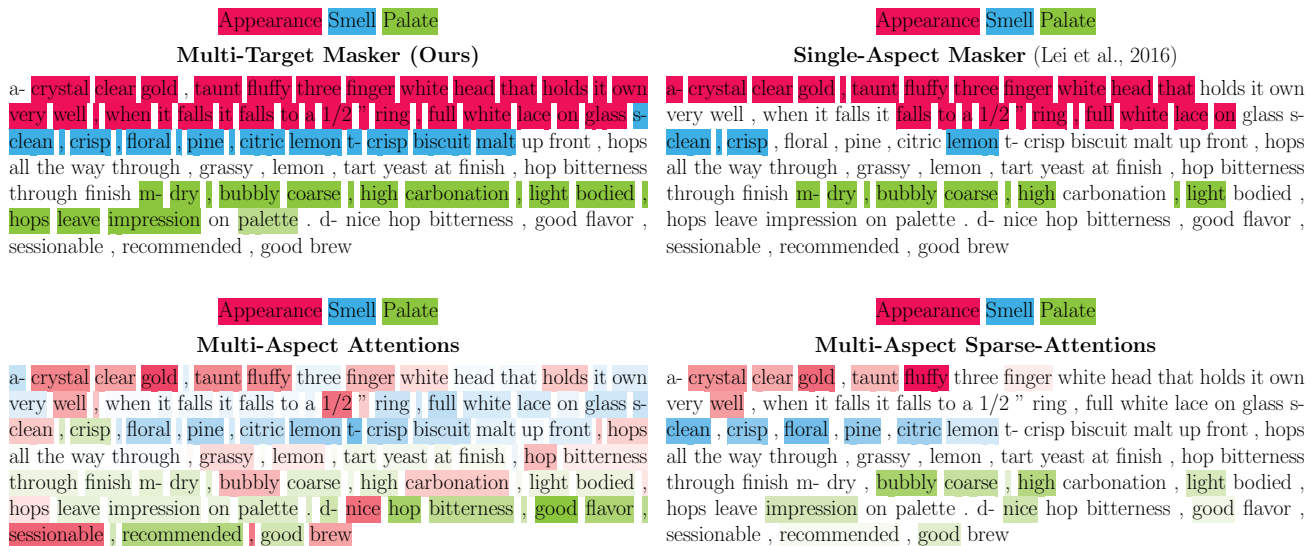 Appearance Smell Palate
Multi-Target Masker (Ours)
a- crystal clear gold , taunt fluffy three finger white head that holds it own
very well , when it falls it falls to a 1/2 ” ring , full white lace on glass s-
clean , crisp , floral , pine , citric lemon t- crisp biscuit malt up front , hops
all the way through , grassy , lemon , tart yeast at finish , hop bitterness
through finish m- dry , bubbly coarse , high carbonation , light bodied ,
hops leave impression on palette . d- nice hop bitterness , good flavor ,
sessionable , recommended , good brew
Appearance Smell Palate
Single-Aspect Masker (Lei et al., 2016)
a- crystal clear gold , taunt fluffy three finger white head that holds it own
very well , when it falls it falls to a 1/2 ” ring , full white lace on glass s-
clean , crisp , floral , pine , citric lemon t- crisp biscuit malt up front , hops
all the way through , grassy , lemon , tart yeast at finish , hop bitterness
through finish m- dry , bubbly coarse , high carbonation , light bodied ,
hops leave impression on palette . d- nice hop bitterness , good flavor ,
sessionable , recommended , good brew
Appearance Smell Palate
Multi-Aspect Attentions
a- crystal clear gold , taunt fluffy three finger white head that holds it own
very well , when it falls it falls to a 1/2 ” ring , full white lace on glass s-
clean , crisp , floral , pine , citric lemon t- crisp biscuit malt up front , hops
all the way through , grassy , lemon , tart yeast at finish , hop bitterness
through finish m- dry , bubbly coarse , high carbonation , light bodied ,
hops leave impression on palette . d- nice hop bitterness , good flavor ,
sessionable , recommended , good brew
Appearance Smell Palate
Multi-Aspect Sparse-Attentions
a- crystal clear gold , taunt fluffy three finger white head that holds it own
very well , when it falls it falls to a 1/2 ” ring , full white lace on glass s-
clean , crisp , floral , pine , citric lemon t- crisp biscuit malt up front , hops
all the way through , grassy , lemon , tart yeast at finish , hop bitterness
through finish m- dry , bubbly coarse , high carbonation , light bodied ,
hops leave impression on palette . d- nice hop bitterness , good flavor ,
sessionable , recommended , good brew